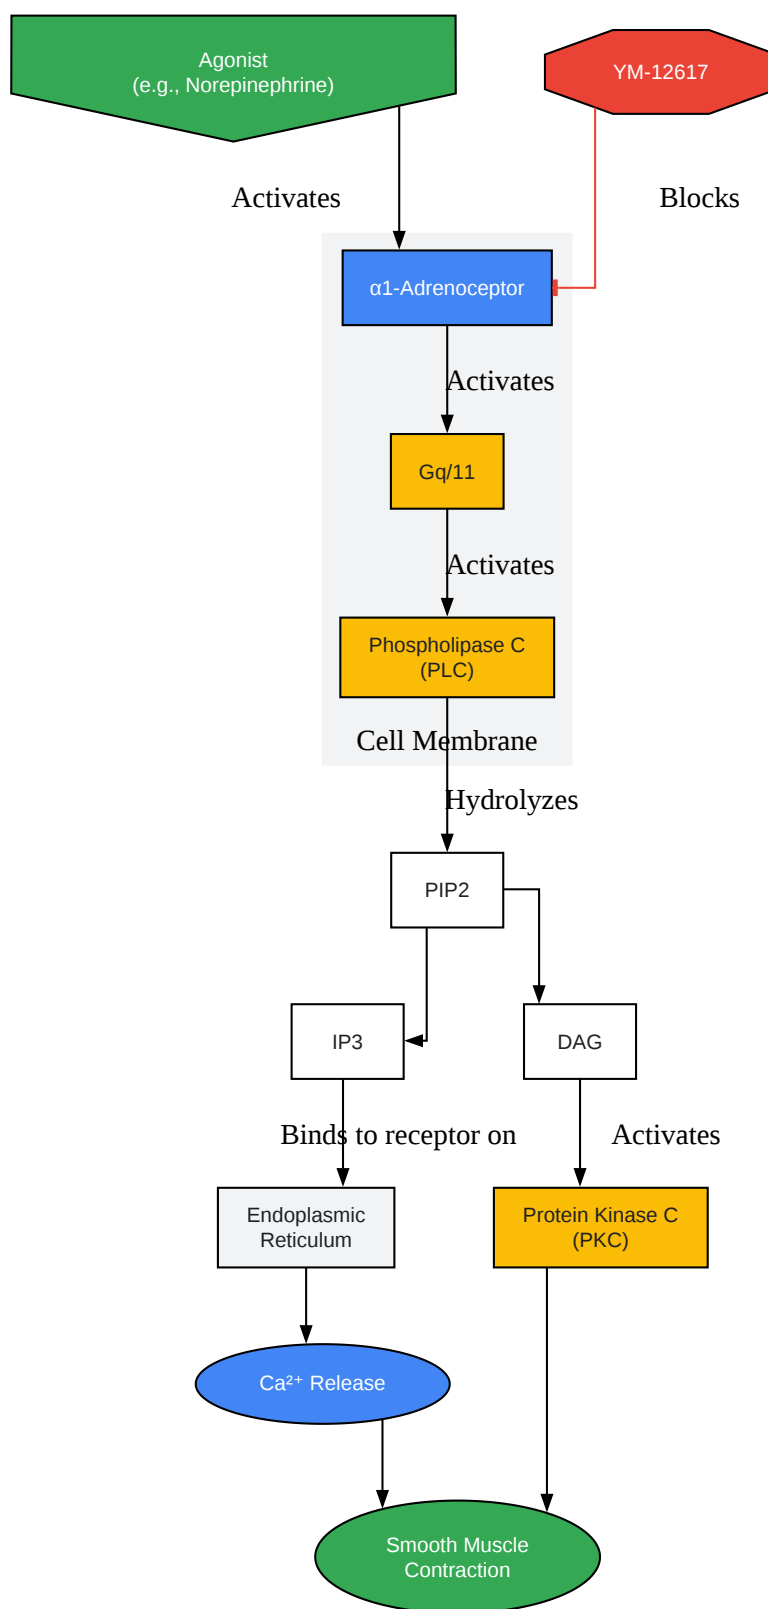 Agonist
(e.g., Norepinephrine)
YM-12617
Activates
Blocks
α1-Adrenoceptor
Activates
Gq/11
Activates
Phospholipase C
(PLC)
Cell Membrane
Hydrolyzes
PIP2
IP3
DAG
Binds to receptor on
Activates
Endoplasmic
Reticulum
Protein Kinase C
(PKC)
Ca²⁺ Release
Smooth Muscle
Contraction